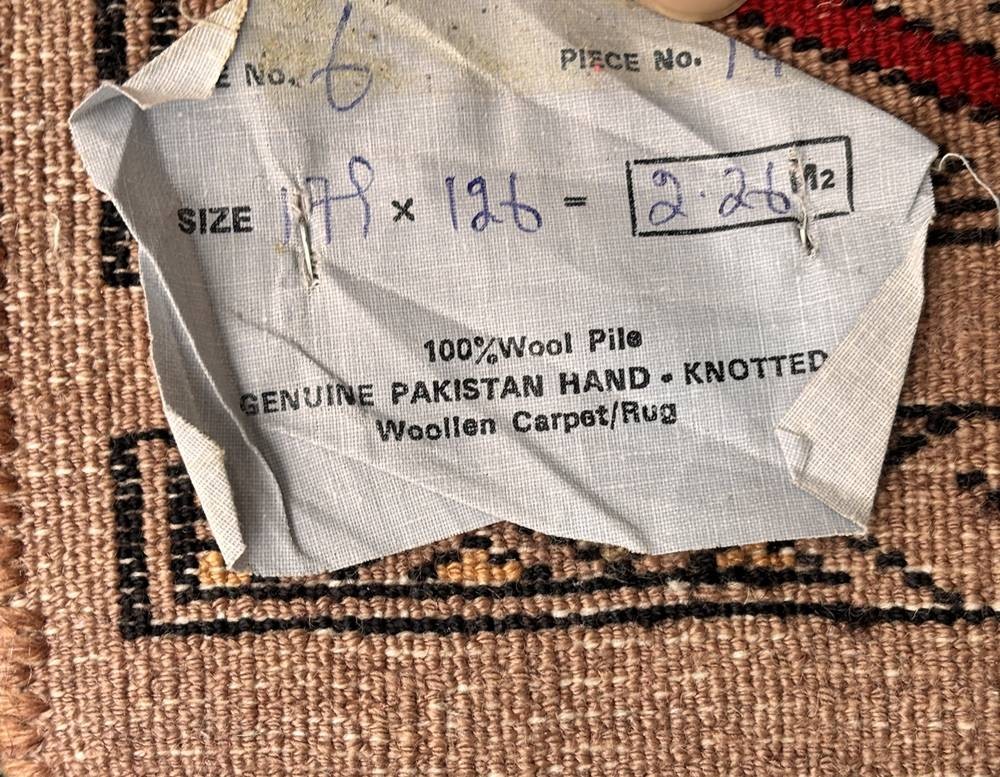 E No. 6 PIECE No.
SIZE 179 × 126 = 2.26 M2
100%Wool Pile
GENUINE PAKISTAN HAND • KNOTTED
Woollen Carpet/Rug